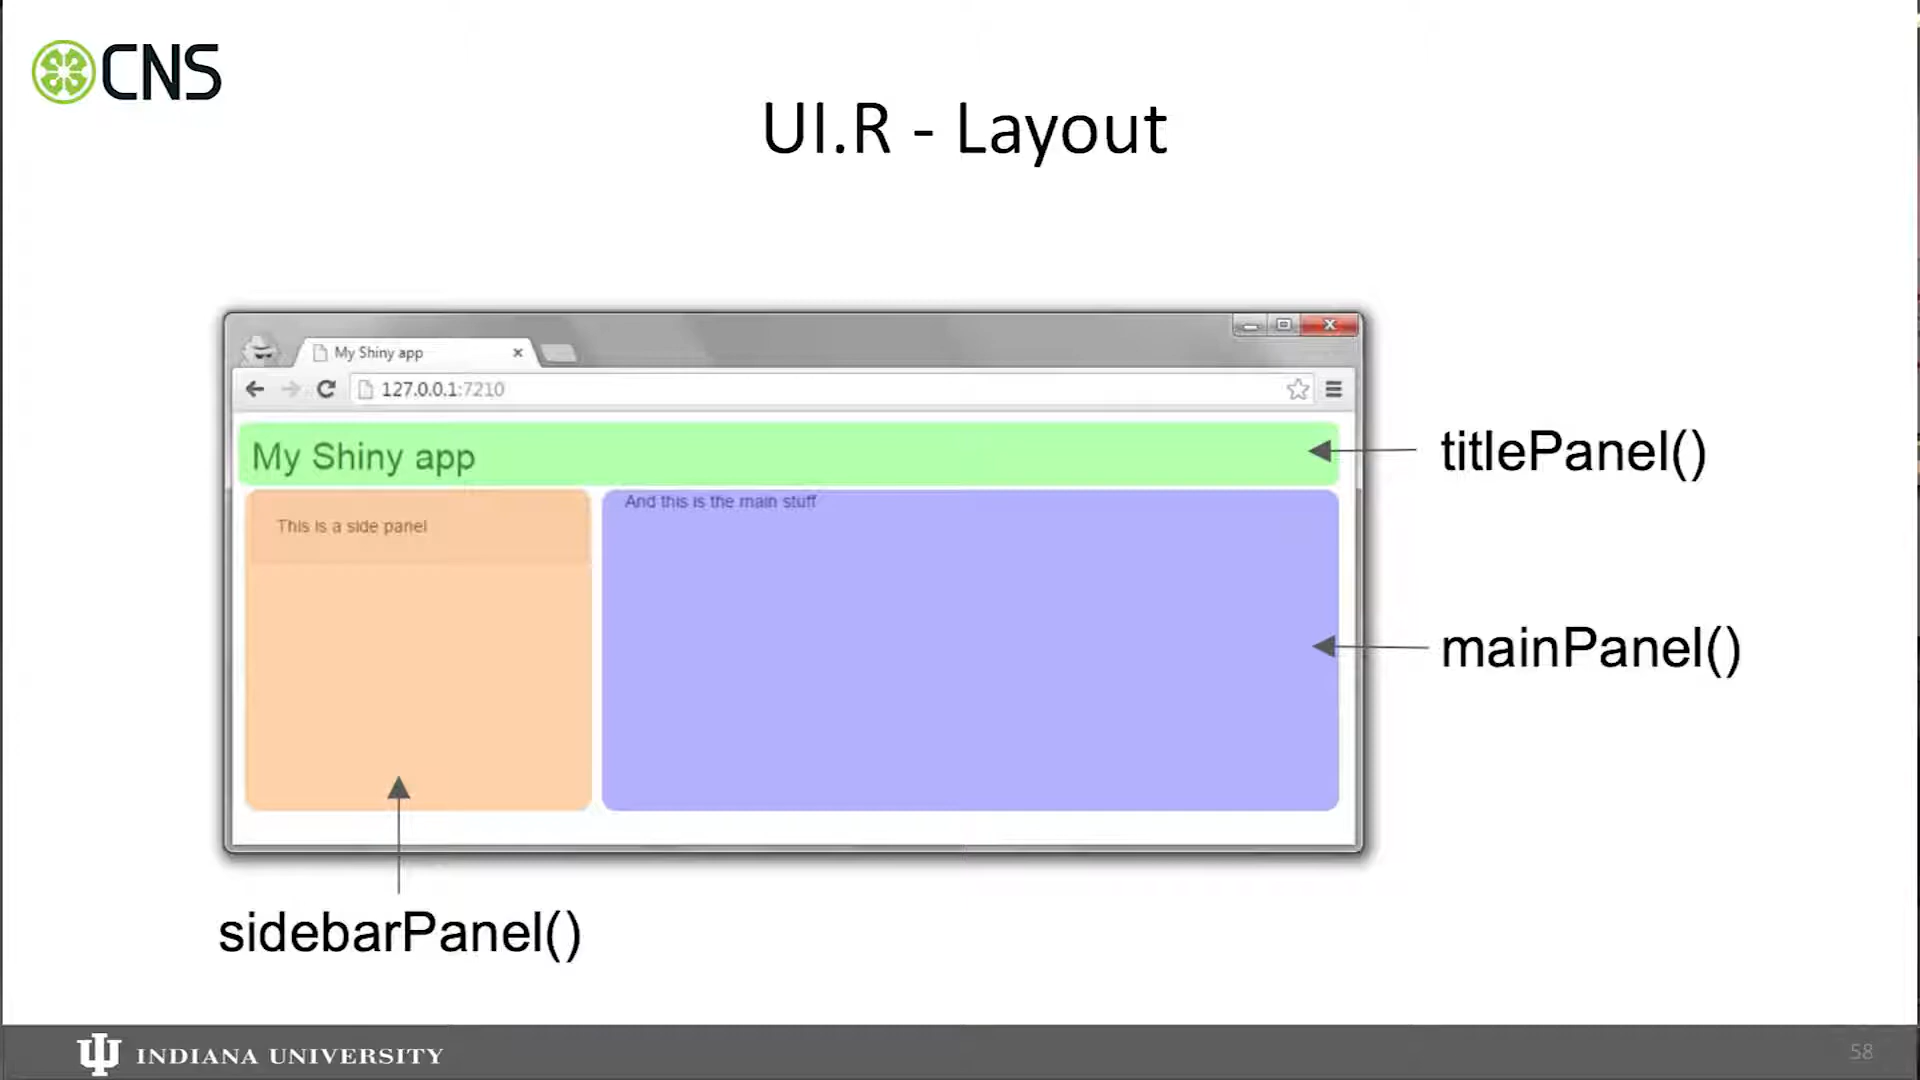 CNS
UI.R - Layout
My Shiny app
127.0.0.1:7210
My Shiny app
titlePanel()
And this is the main stuff
This is a side panel
mainPanel()
sidebarPanel()
INDIANA UNIVERSITY
58